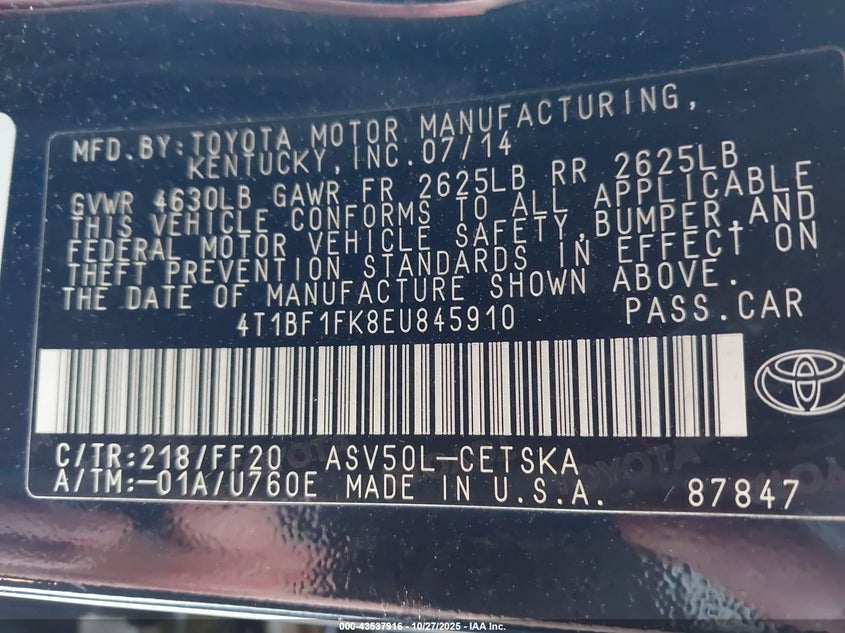 MFD.BY:TOYOTA MOTOR MANUFACTURING,
KENTUCKY,INC.07/14
GVWR 4630LB GAWR FR 2625LB RR 2625LB
THIS VEHICLE CONFORMS TO ALL APPLICABLE
FEDERAL MOTOR VEHICLE SAFETY,BUMPER,AND
THEFT PREVENTION STANDARDS IN EFFECT ON
THE DATE OF MANUFACTURE SHOWN ABOVE.
4T1BF1FK8EU845910 PASS.CAR
C/TR:218/FF20 ASV50L-CETSKA
A/TM:-01A/U760E MADE IN U.S.A. 87847
000-43537916 - 10/27/2025 - IAA Inc.